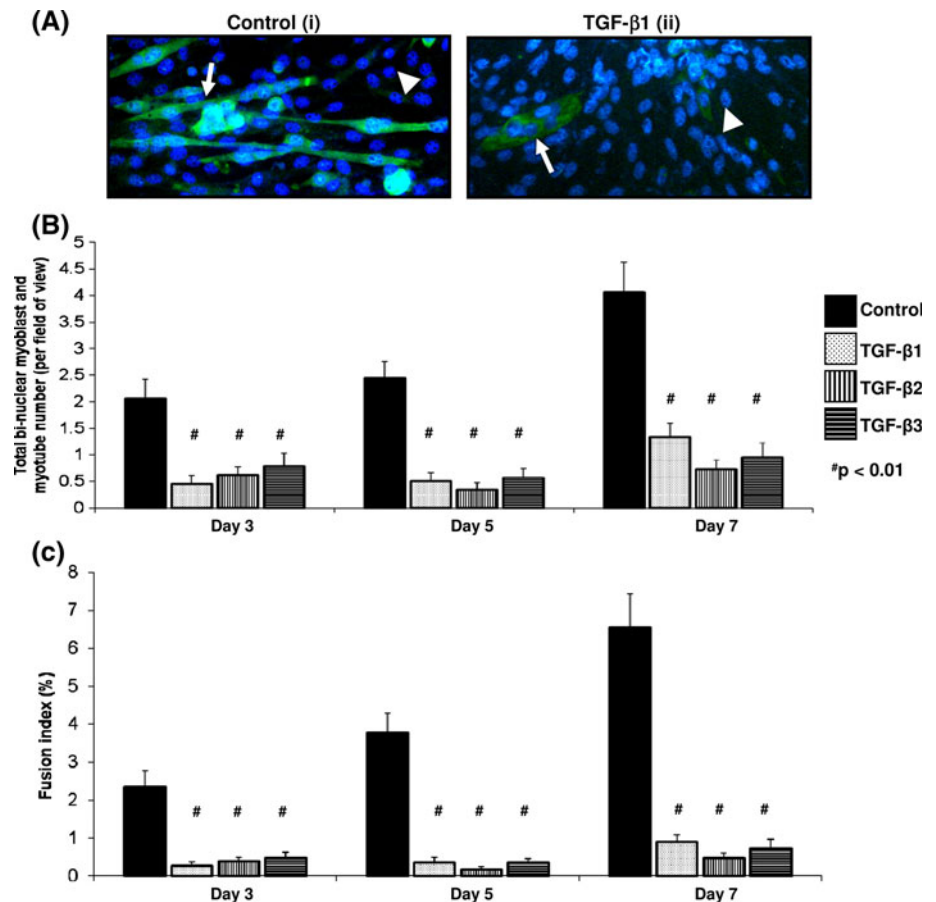 (A)
Control (i)
TGF-β1 (ii)
(B)
Total bi-nuclear myoblast and
myotube number (per field of view)
5
4.5
4
3.5
3
2.5
2
1.5
1
0.5
0
# # #
# # #
# # #
Day 3
Day 5
Day 7
Control
TGF-β1
TGF-β2
TGF-β3
#p < 0.01
(c)
Fusion index (%)
8
7
6
5
4
3
2
1
0
# # #
# # #
# # #
Day 3
Day 5
Day 7